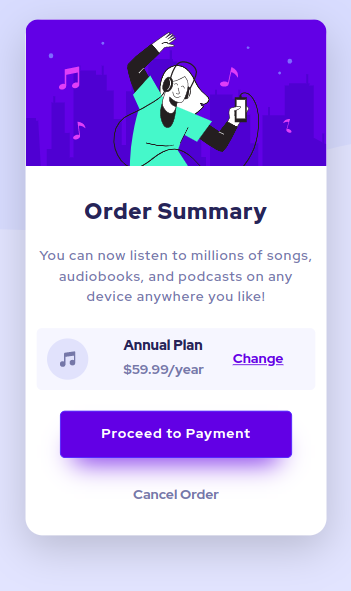 Order Summary
You can now listen to millions of songs,
audiobooks, and podcasts on any
device anywhere you like!
Annual Plan
$59.99/year
Change
Proceed to Payment
Cancel Order